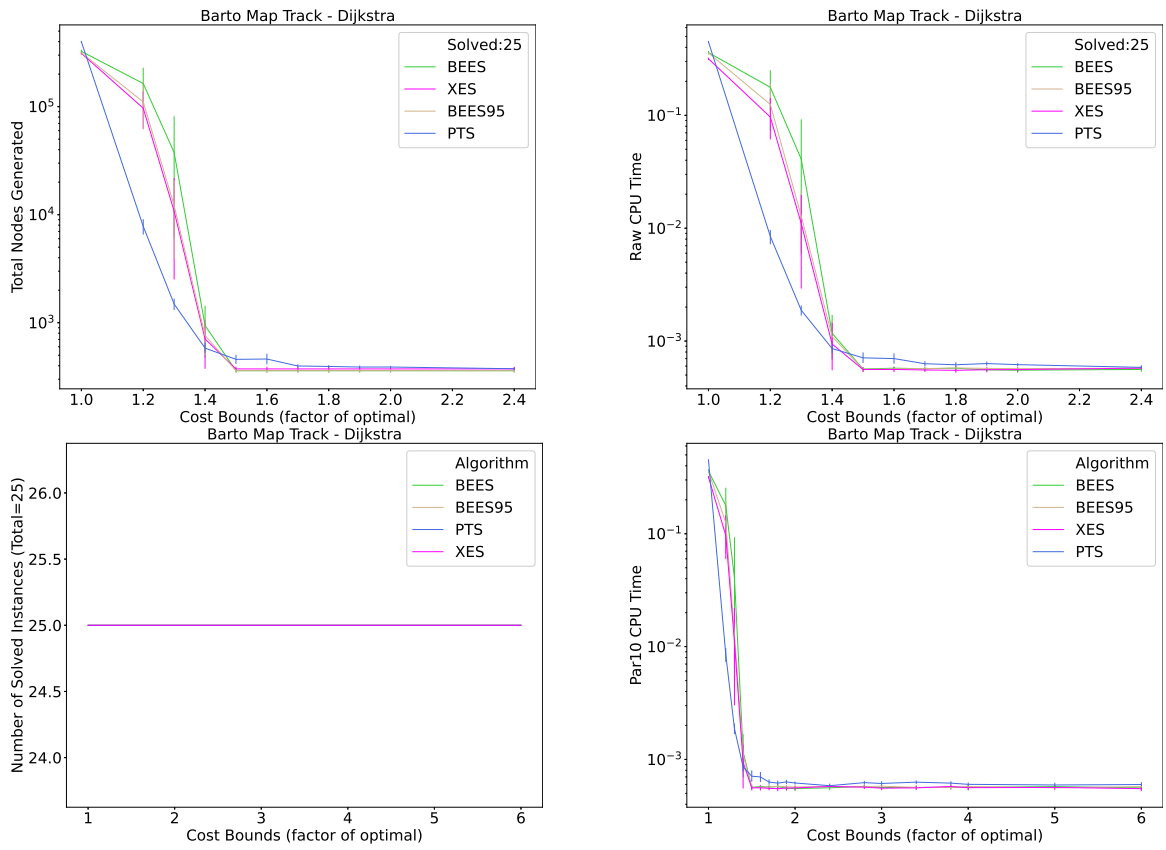 Barto Map Track - Dijkstra
Total Nodes Generated
10^5
10^4
10^3
Solved:25
BEES
XES
BEES95
PTS
1.0 1.2 1.4 1.6 1.8 2.0 2.2 2.4
Cost Bounds (factor of optimal)
Barto Map Track - Dijkstra
Raw CPU Time
10^−1
10^−2
10^−3
Solved:25
BEES
BEES95
XES
PTS
1.0 1.2 1.4 1.6 1.8 2.0 2.2 2.4
Cost Bounds (factor of optimal)
Barto Map Track - Dijkstra
Number of Solved Instances (Total=25)
26.0
25.5
25.0
24.5
24.0
Algorithm
BEES
BEES95
PTS
XES
1 2 3 4 5 6
Cost Bounds (factor of optimal)
Barto Map Track - Dijkstra
Par10 CPU Time
10^−1
10^−2
10^−3
Algorithm
BEES
BEES95
XES
PTS
1 2 3 4 5 6
Cost Bounds (factor of optimal)